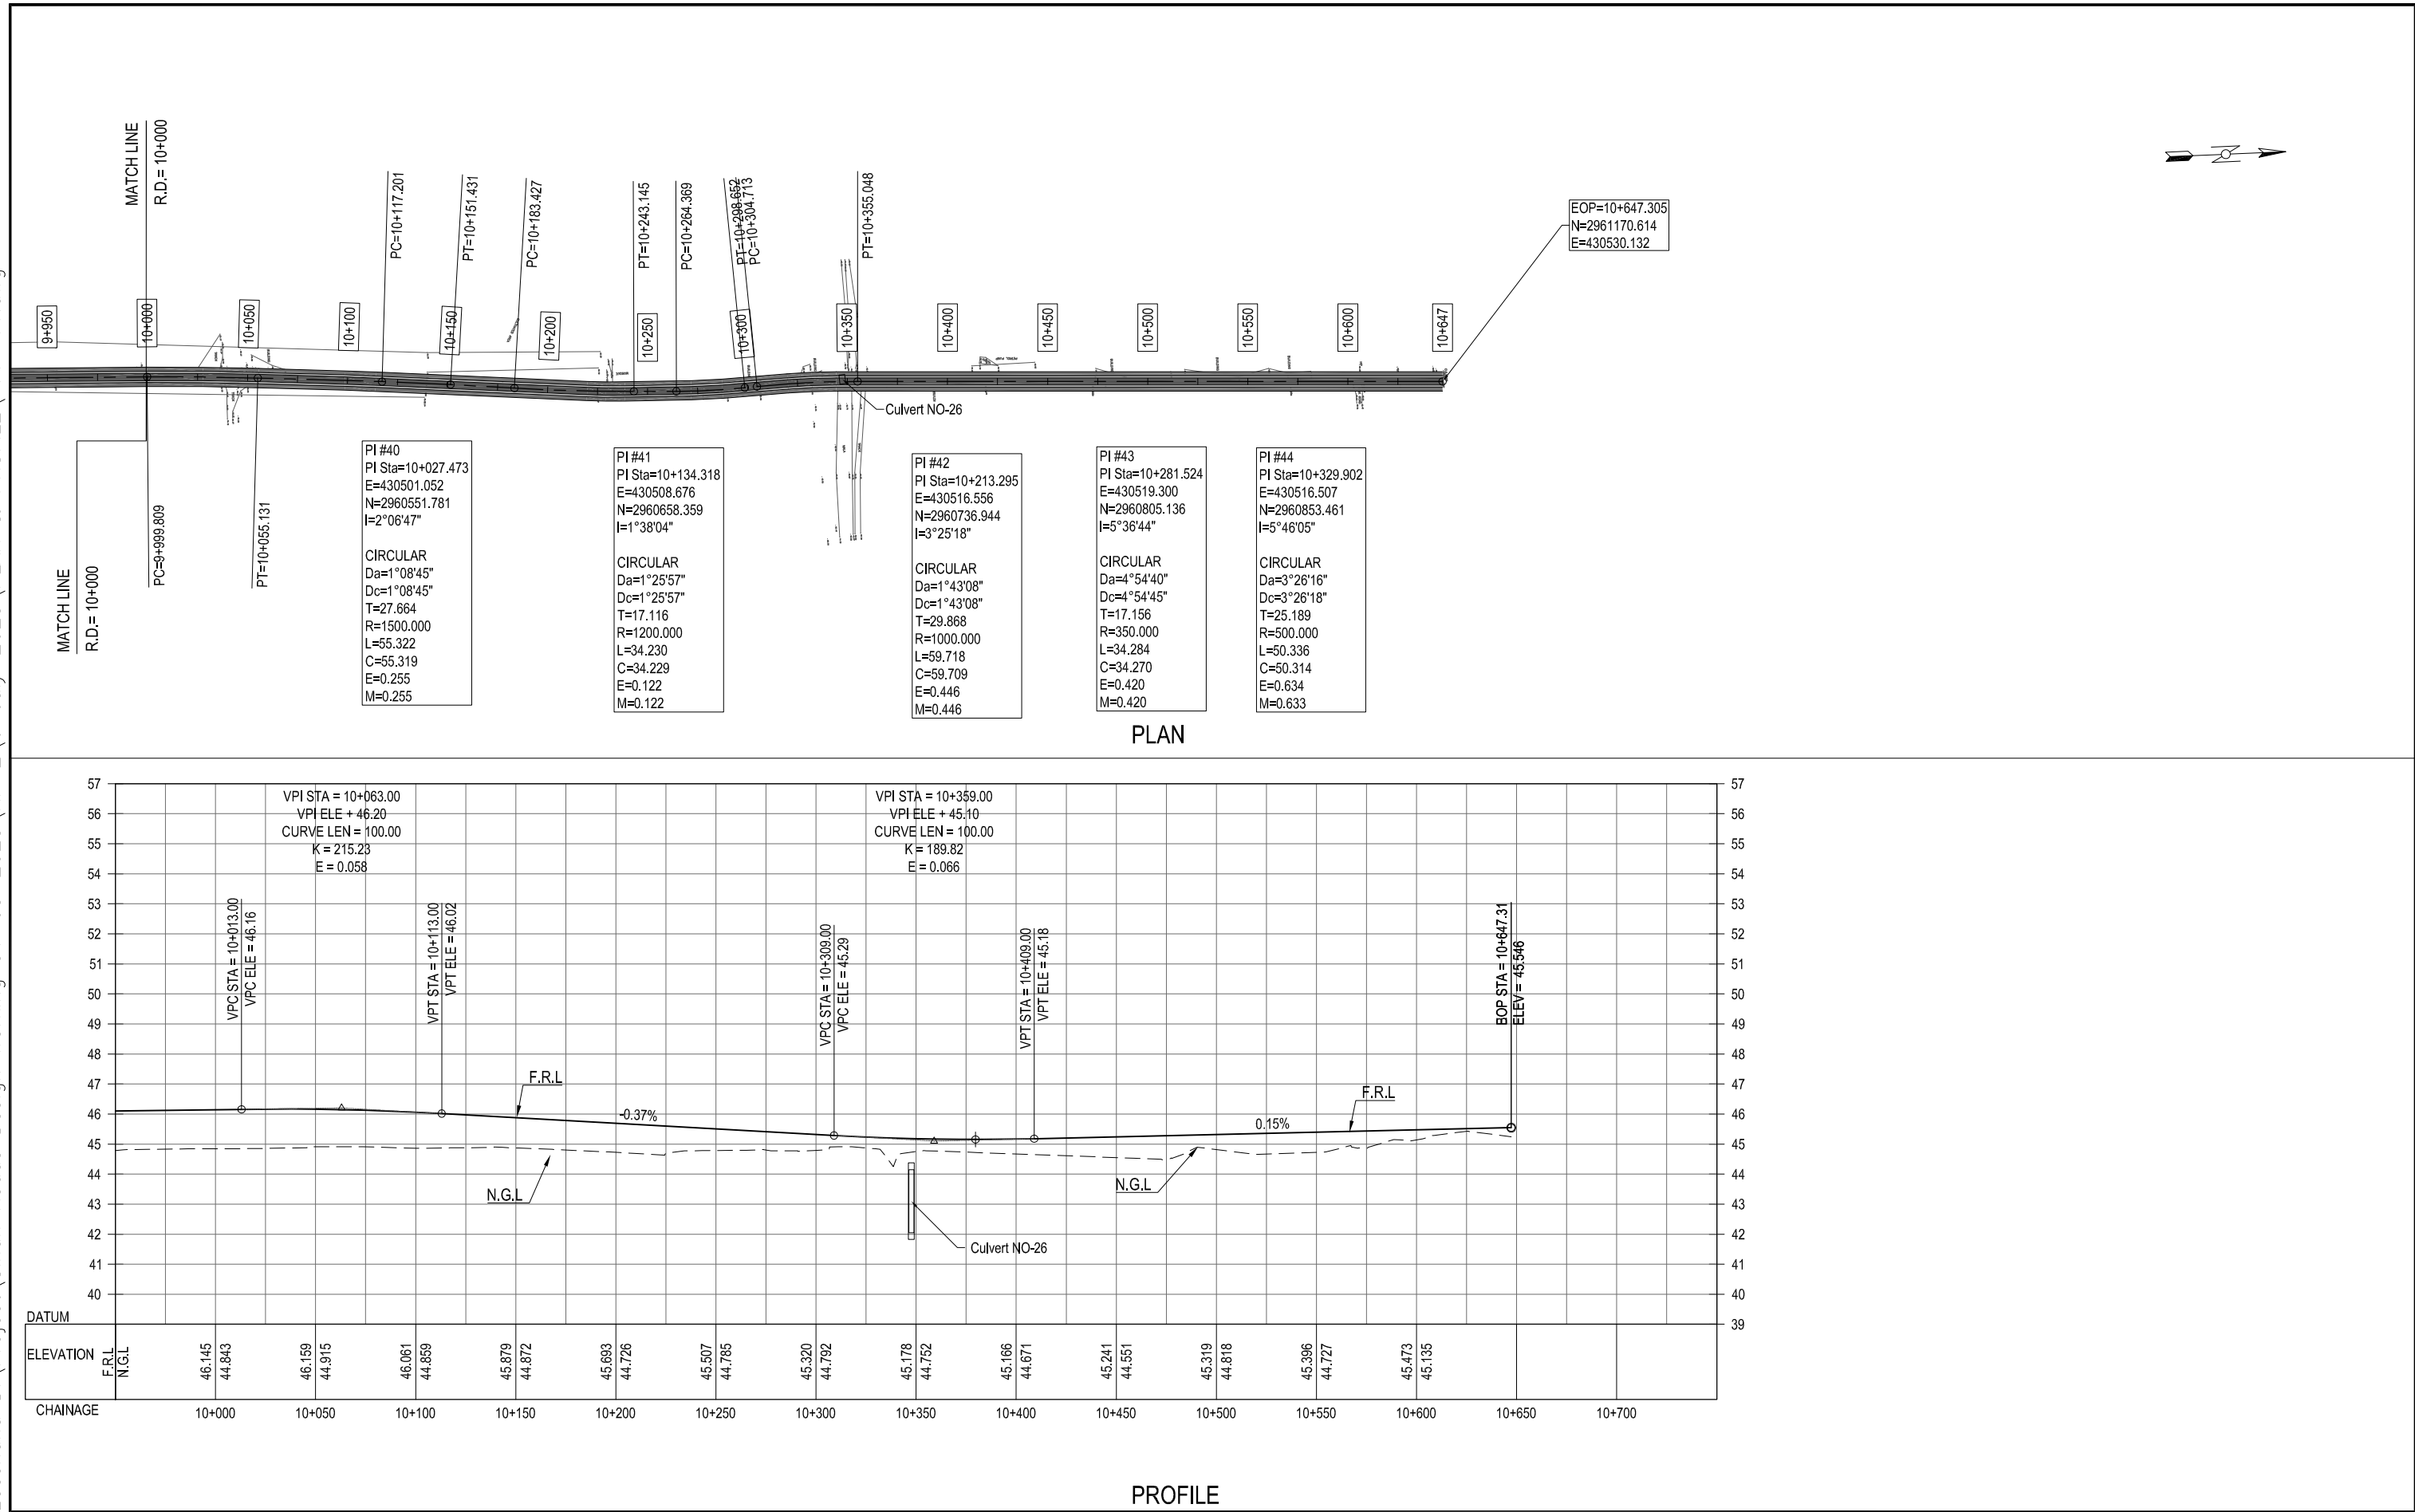 MATCH LINE
R.D.= 10+000
PC=10+117.201
PT=10+151.431
PC=10+183.427
PT=10+243.145
PC=10+264.369
PT=10+298.652
PC=10+304.713
PT=10+355.048
EOP=10+647.305
N=2961170.614
E=430530.132
9+950
10+000
10+050
10+100
10+150
10+200
10+250
10+300
10+350
10+400
10+450
10+500
10+550
10+600
10+647
Culvert NO-26
MATCH LINE
R.D.= 10+000
PC=9+999.809
PT=10+055.131
PI #40
PI Sta=10+027.473
E=430501.052
N=2960551.781
I=2°06'47"
CIRCULAR
Da=1°08'45"
Dc=1°08'45"
T=27.664
R=1500.000
L=55.322
C=55.319
E=0.255
M=0.255
PI #41
PI Sta=10+134.318
E=430508.676
N=2960658.359
I=1°38'04"
CIRCULAR
Da=1°25'57"
Dc=1°25'57"
T=17.116
R=1200.000
L=34.230
C=34.229
E=0.122
M=0.122
PI #42
PI Sta=10+213.295
E=430516.556
N=2960736.944
I=3°25'18"
CIRCULAR
Da=1°43'08"
Dc=1°43'08"
T=29.868
R=1000.000
L=59.718
C=59.709
E=0.446
M=0.446
PI #43
PI Sta=10+281.524
E=430519.300
N=2960805.136
I=5°36'44"
CIRCULAR
Da=4°54'40"
Dc=4°54'45"
T=17.156
R=350.000
L=34.284
C=34.270
E=0.420
M=0.420
PI #44
PI Sta=10+329.902
E=430516.507
N=2960853.461
I=5°46'05"
CIRCULAR
Da=3°26'16"
Dc=3°26'18"
T=25.189
R=500.000
L=50.336
C=50.314
E=0.634
M=0.633
PLAN
57
56
55
54
53
52
51
50
49
48
47
46
45
44
43
42
41
40
VPI STA = 10+063.00
VPI ELE + 46.20
CURVE LEN = 100.00
K = 215.23
E = 0.058
VPI STA = 10+359.00
VPI ELE + 45.10
CURVE LEN = 100.00
K = 189.82
E = 0.066
VPC STA = 10+013.00
VPC ELE = 46.16
VPT STA = 10+113.00
VPT ELE = 46.02
VPC STA = 10+309.00
VPC ELE = 45.29
VPT STA = 10+409.00
VPT ELE = 45.18
BOP STA = 10+647.31
ELEV = 45.546
F.R.L
-0.37%
0.15%
F.R.L
N.G.L
N.G.L
Culvert NO-26
57
56
55
54
53
52
51
50
49
48
47
46
45
44
43
42
41
40
39
DATUM
ELEVATION
F.R.L
N.G.L
46.145
44.843
46.159
44.915
46.061
44.859
45.879
44.872
45.693
44.726
45.507
44.785
45.320
44.792
45.178
44.752
45.166
44.671
45.241
44.551
45.319
44.818
45.396
44.727
45.473
45.135
CHAINAGE
10+000
10+050
10+100
10+150
10+200
10+250
10+300
10+350
10+400
10+450
10+500
10+550
10+600
10+650
10+700
PROFILE